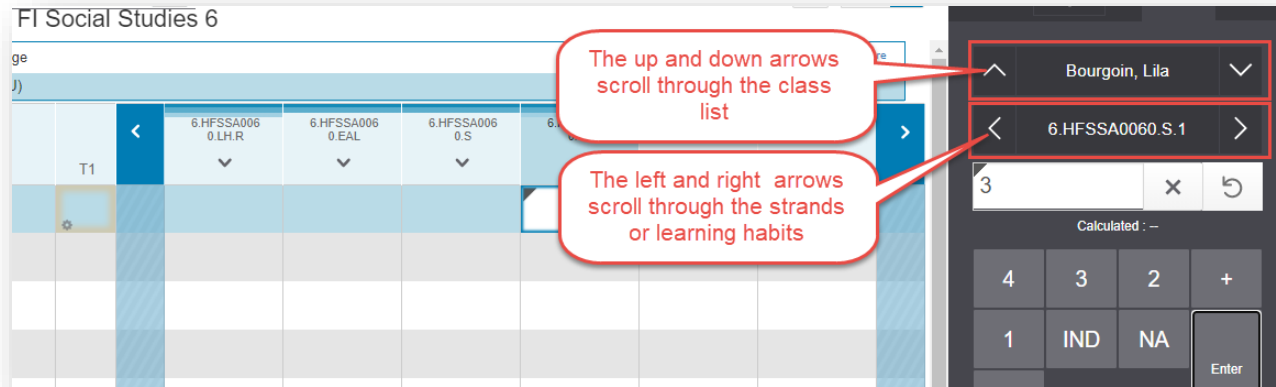 FI Social Studies 6
ge
re
J)
The up and down arrows
scroll through the class
list
Bourgoin, Lila
6.HFSSA006
0.LH.R
6.HFSSA006
0.EAL
6.HFSSA006
0.S
6.HFSSA0060.S.1
T1
The left and right arrows
scroll through the strands
or learning habits
3
Calculated : --
4 3 2 +
1 IND NA
Enter